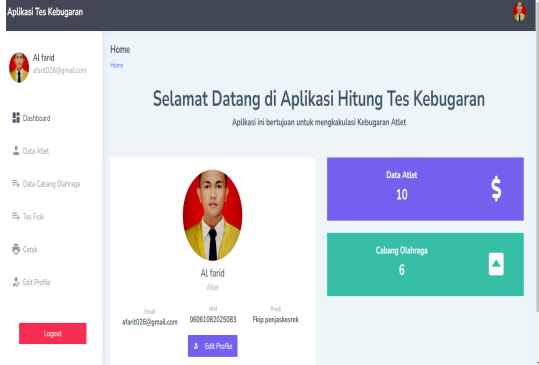 Aplikasi Tes Kebugaran
Al farid
afarit026@gmail.com
Dashboard
Data Atlet
Data Cabang Olahraga
Tes Fisik
Cetak
Edit Profile
Logout
Home
Home
Selamat Datang di Aplikasi Hitung Tes Kebugaran
Aplikasi ini bertujuan untuk mengkakulasi Kebugaran Atlet
Al farid
Atlet
Email
afarit026@gmail.com
NIM
06061082025083
Prodi
Fkip penjaskesrek
Edit Profile
Data Atlet
10
Cabang Olahraga
6